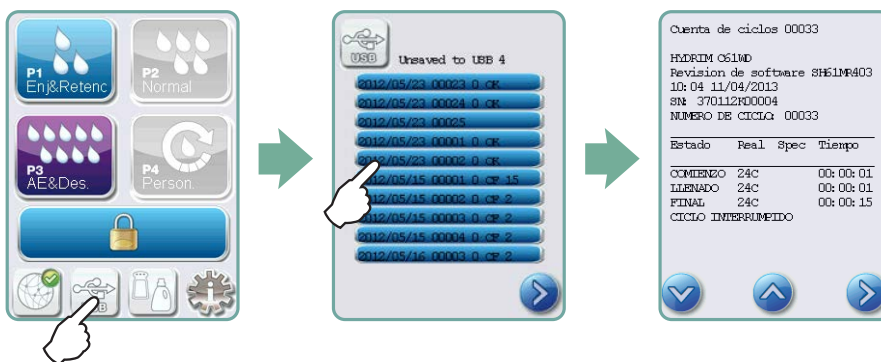 P1
Enj&Retenc
P2
Normal
P3
AE&Des.
P4
Person.
USB
USB
Unsaved to USB 4
2012/05/23 00023 0 OK
2012/05/23 00024 0 OK
2012/05/23 00025
2012/05/23 00001 0 OK
2012/05/23 00002 0 OK
2012/05/15 00001 0 CF 15
2012/05/15 00002 0 CF 2
2012/05/15 00003 0 CF 2
2012/05/15 00004 0 CF 2
2012/05/16 00003 0 CF 2
Cuenta de ciclos 00033
HYDRIM C61WD
Revision de software SH61MR403
10:04 11/04/2013
SN: 370112K00004
NUMERO DE CICLO: 00033
Estado Real Spec Tiempo
COMIENZO 24C 00:00:01
LLENADO 24C 00:00:01
FINAL 24C 00:00:15
CICLO INTERRUMPIDO